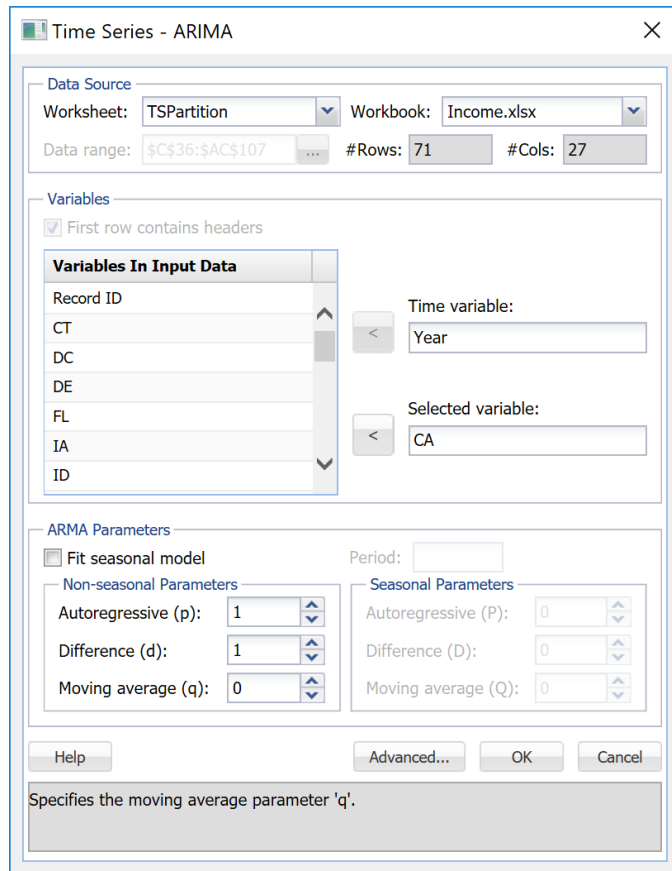 Time Series - ARIMA
Data Source
Worksheet: TSPartition Workbook: Income.xlsx
Data range: $C$36:$AC$107 ... #Rows: 71 #Cols: 27
Variables
First row contains headers
Variables In Input Data
Record ID
CT
DC
DE
FL
IA
ID
Time variable:
< Year
Selected variable:
< CA
ARMA Parameters
Fit seasonal model Period:
Non-seasonal Parameters
Autoregressive (p): 1
Difference (d): 1
Moving average (q): 0
Seasonal Parameters
Autoregressive (P): 0
Difference (D): 0
Moving average (Q): 0
Help Advanced... OK Cancel
Specifies the moving average parameter 'q'.